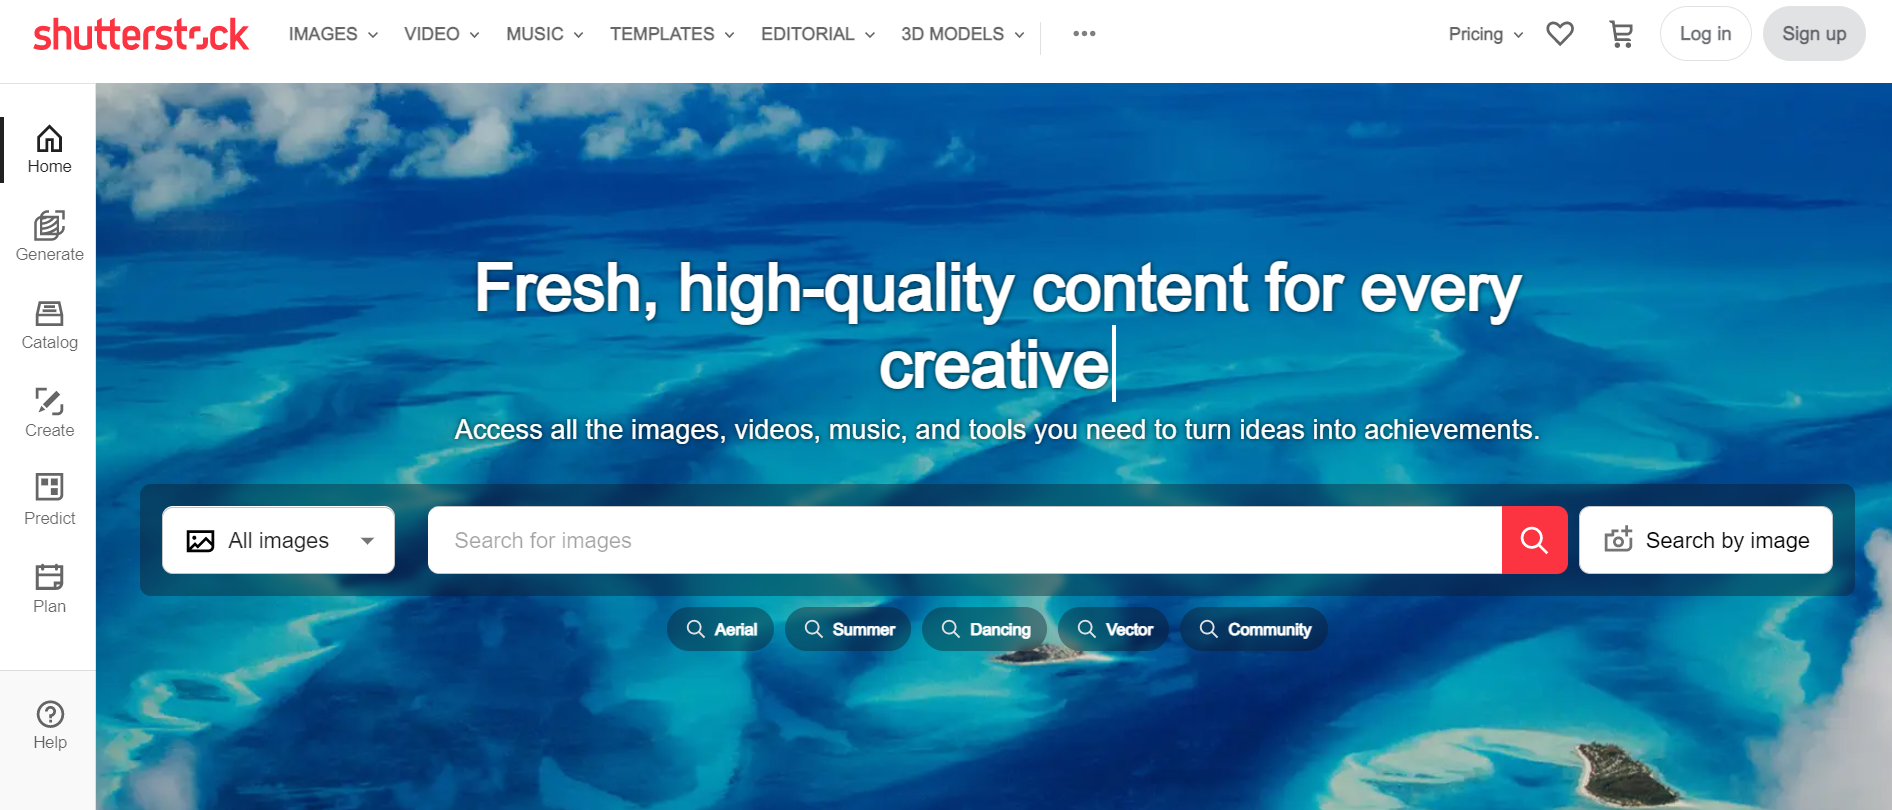 shutterstock
IMAGES
VIDEO
MUSIC
TEMPLATES
EDITORIAL
3D MODELS
Pricing
Log in
Sign up
Home
Generate
Catalog
Create
Predict
Plan
Help
Fresh, high-quality content for every
creative
Access all the images, videos, music, and tools you need to turn ideas into achievements.
All images
Search for images
Search by image
Aerial
Summer
Dancing
Vector
Community